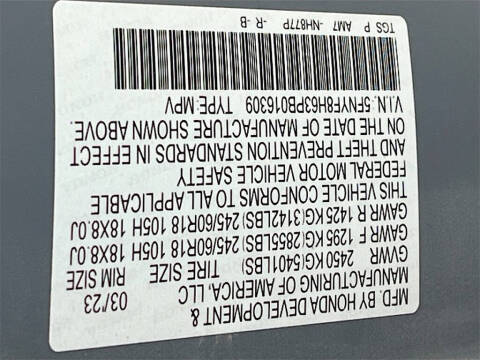 MFD. BY HONDA DEVELOPMENT &
MANUFACTURING OF AMERICA, LLC 03/23
GVWR TIRE SIZE RIM SIZE
2450 KG(5401LBS)
GAWR F 1295 KG(2855LBS) 245/60R18 105H 18X8.0J
GAWR R 1425 KG(3142LBS) 245/60R18 105H 18X8.0J
THIS VEHICLE CONFORMS TO ALL APPLICABLE
FEDERAL MOTOR VEHICLE SAFETY
AND THEFT PREVENTION STANDARDS IN EFFECT
ON THE DATE OF MANUFACTURE SHOWN ABOVE.
V.I.N.:5FNYF8H63PB016309 TYPE:MPV
TGS P AM7 -NH877P -R -B